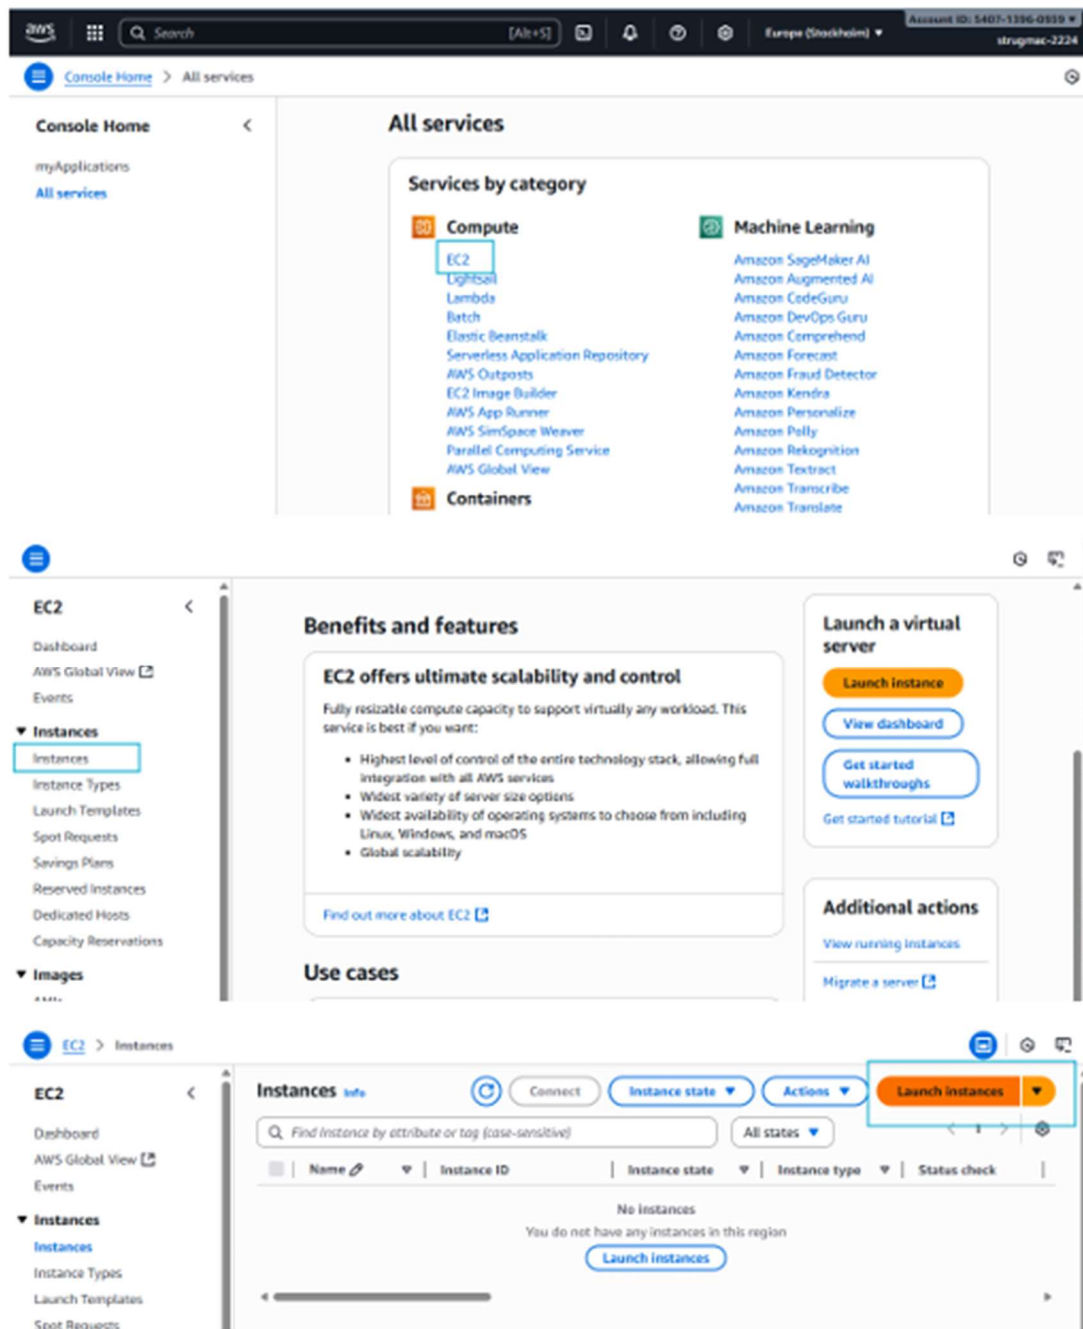 aws
Search [Alt+S] Europe (Stockholm) Account ID: 5407-1396-0959
strugmac-2224
Console Home > All services
Console Home
myApplications
All services
All services
Services by category
Compute
EC2
Lightsail
Lambda
Batch
Elastic Beanstalk
Serverless Application Repository
AWS Outposts
EC2 Image Builder
AWS App Runner
AWS SimSpace Weaver
Parallel Computing Service
AWS Global View
Containers
Machine Learning
Amazon SageMaker AI
Amazon Augmented AI
Amazon CodeGuru
Amazon DevOps Guru
Amazon Comprehend
Amazon Forecast
Amazon Fraud Detector
Amazon Kendra
Amazon Personalize
Amazon Polly
Amazon Rekognition
Amazon Textract
Amazon Transcribe
Amazon Translate
EC2
Dashboard
AWS Global View
Events
Instances
Instances
Instance Types
Launch Templates
Spot Requests
Savings Plans
Reserved Instances
Dedicated Hosts
Capacity Reservations
Images
AMIs
Benefits and features
EC2 offers ultimate scalability and control
Fully resizable compute capacity to support virtually any workload. This
service is best if you want:
• Highest level of control of the entire technology stack, allowing full
integration with all AWS services
• Widest variety of server size options
• Widest availability of operating systems to choose from including
Linux, Windows, and macOS
• Global scalability
Find out more about EC2
Use cases
Launch a virtual
server
Launch instance
View dashboard
Get started
walkthroughs
Get started tutorial
Additional actions
View running instances
Migrate a server
EC2 > Instances
EC2
Dashboard
AWS Global View
Events
Instances
Instances
Instance Types
Launch Templates
Spot Requests
Instances Info Connect Instance state Actions Launch instances
Find Instance by attribute or tag (case-sensitive) All states < 1 >
Name Instance ID Instance state Instance type Status check
No instances
You do not have any instances in this region
Launch instances